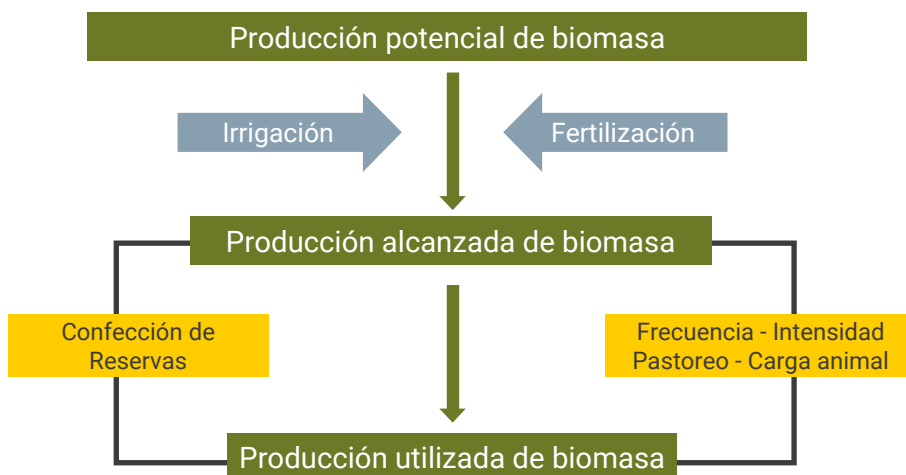 Producción potencial de biomasa
Irrigación
Fertilización
Producción alcanzada de biomasa
Confección de
Reservas
Frecuencia - Intensidad
Pastoreo - Carga animal
Producción utilizada de biomasa